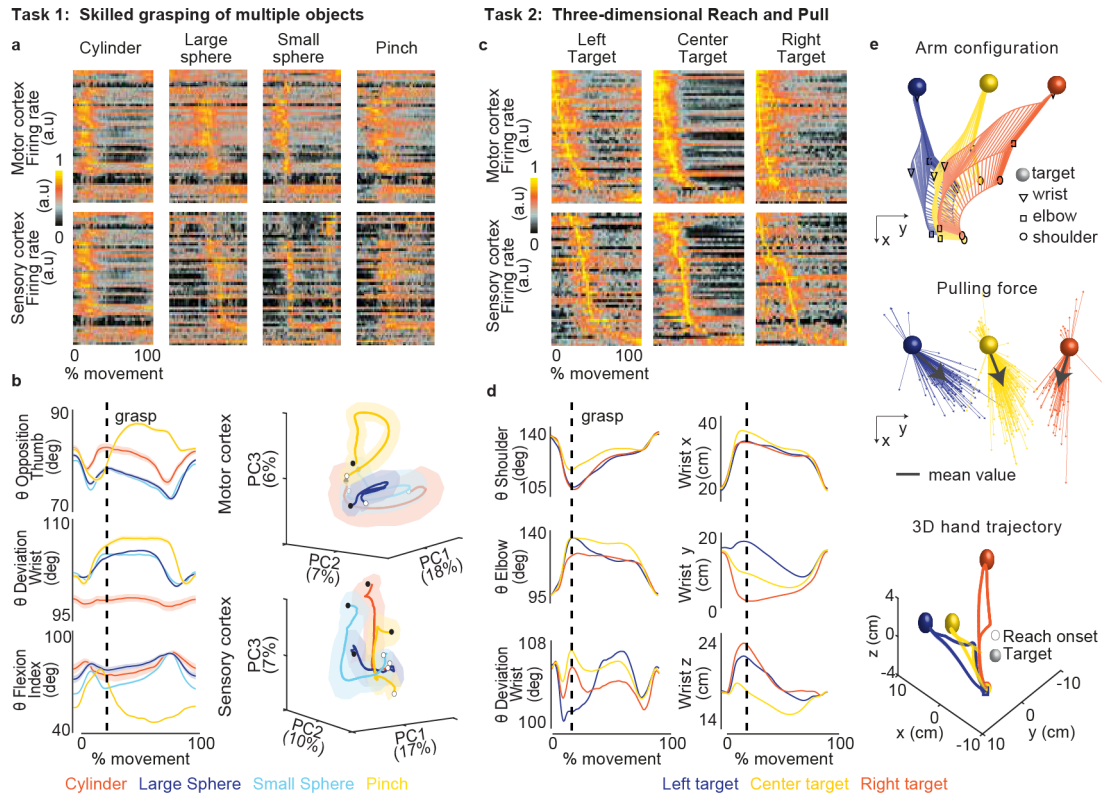 Task 1: Skilled grasping of multiple objects
Task 2: Three-dimensional Reach and Pull
a
Cylinder
Large
sphere
Small
sphere
Pinch
Motor cortex
Firing rate
(a.u)
1
(a.u)
0
Sensory cortex
Firing rate
(a.u)
0
100
% movement
c
Left
Target
Center
Target
Right
Target
Motor cortex
Firing rate
(a.u)
1
(a.u)
0
Sensory cortex
Firing rate
(a.u)
0
100
% movement
e
Arm configuration
target
wrist
elbow
shoulder
y
x
Pulling force
y
x
mean value
3D hand trajectory
4
0
-4
z (cm)
Reach onset
Target
10
0
-10
x (cm)
10
0
-10
y (cm)
b
grasp
90
70
θ Opposition
Thumb
(deg)
110
95
θ Deviation
Wrist
(deg)
100
40
θ Flexion
Index
(deg)
0
100
% movement
Motor cortex
PC3
(6%)
PC2
(7%)
PC1
(18%)
Sensory cortex
PC3
(7%)
PC2
(10%)
PC1
(17%)
Cylinder Large Sphere Small Sphere Pinch
d
grasp
140
105
θ Shoulder
(deg)
140
95
θ Elbow
(deg)
108
100
θ Deviation
Wrist
(deg)
0
100
% movement
40
20
Wrist x
(cm)
20
0
Wrist y
(cm)
24
14
Wrist z
(cm)
0
100
% movement
Left target Center target Right target